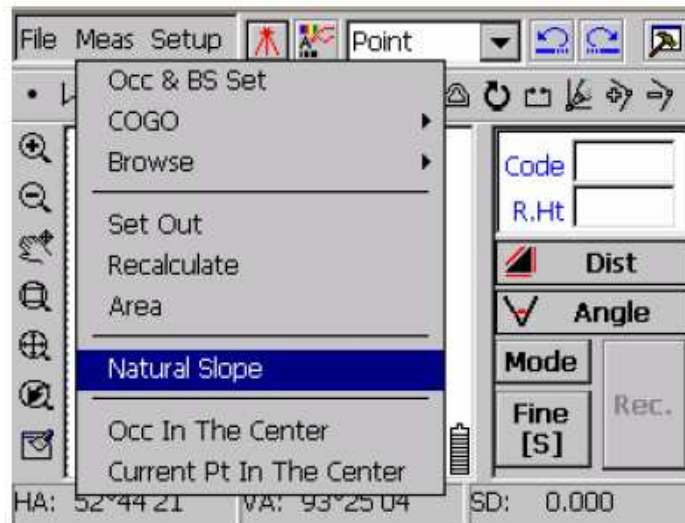 File Meas Setup Point
Occ & BS Set
COGO
Browse
Set Out
Recalculate
Area
Natural Slope
Occ In The Center
Current Pt In The Center
Code
R.Ht
Dist
Angle
Mode
Fine
[S]
Rec.
HA: 52°44'21 VA: 93°25'04 SD: 0.000